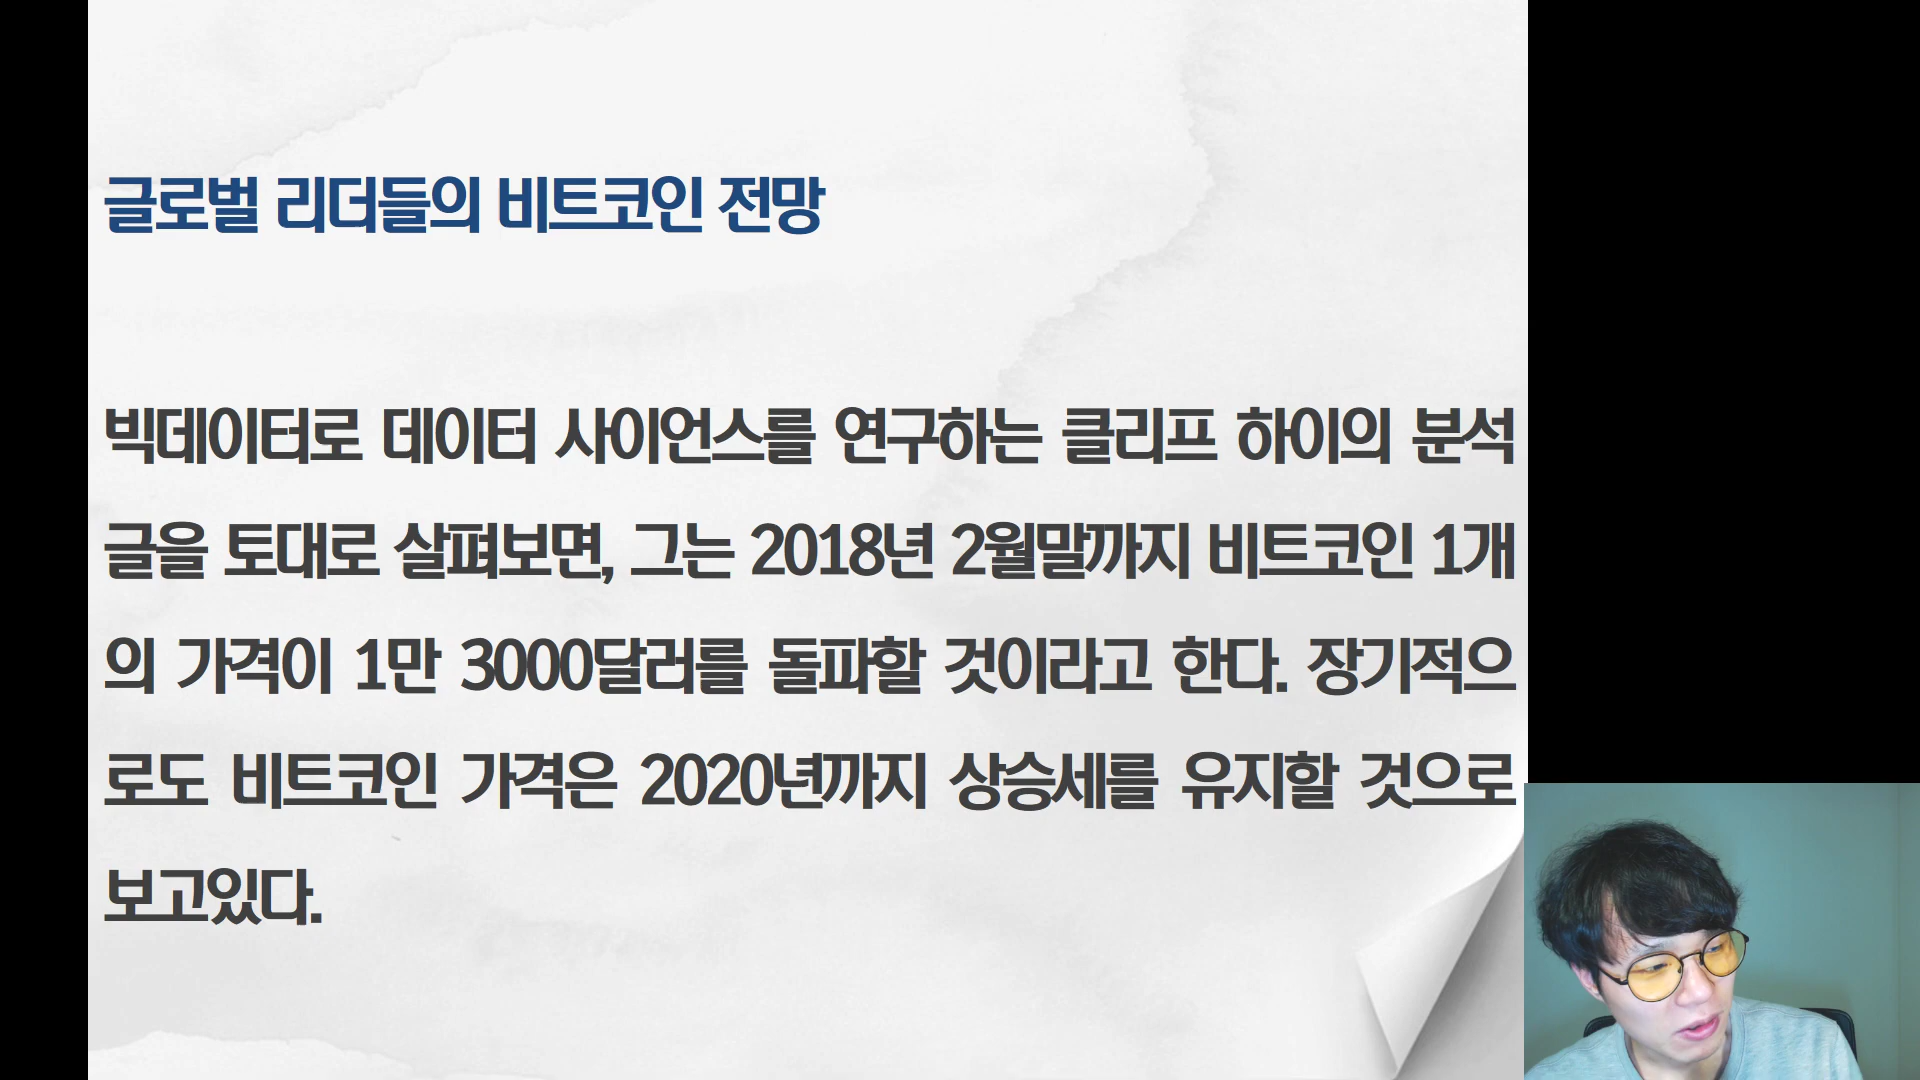 글로벌 리더들의 비트코인 전망
빅데이터로 데이터 사이언스를 연구하는 클리프 하이의 분석
글을 토대로 살펴보면, 그는 2018년 2월말까지 비트코인 1개
의 가격이 1만 3000달러를 돌파할 것이라고 한다. 장기적으
로도 비트코인 가격은 2020년까지 상승세를 유지할 것으로
보고있다.